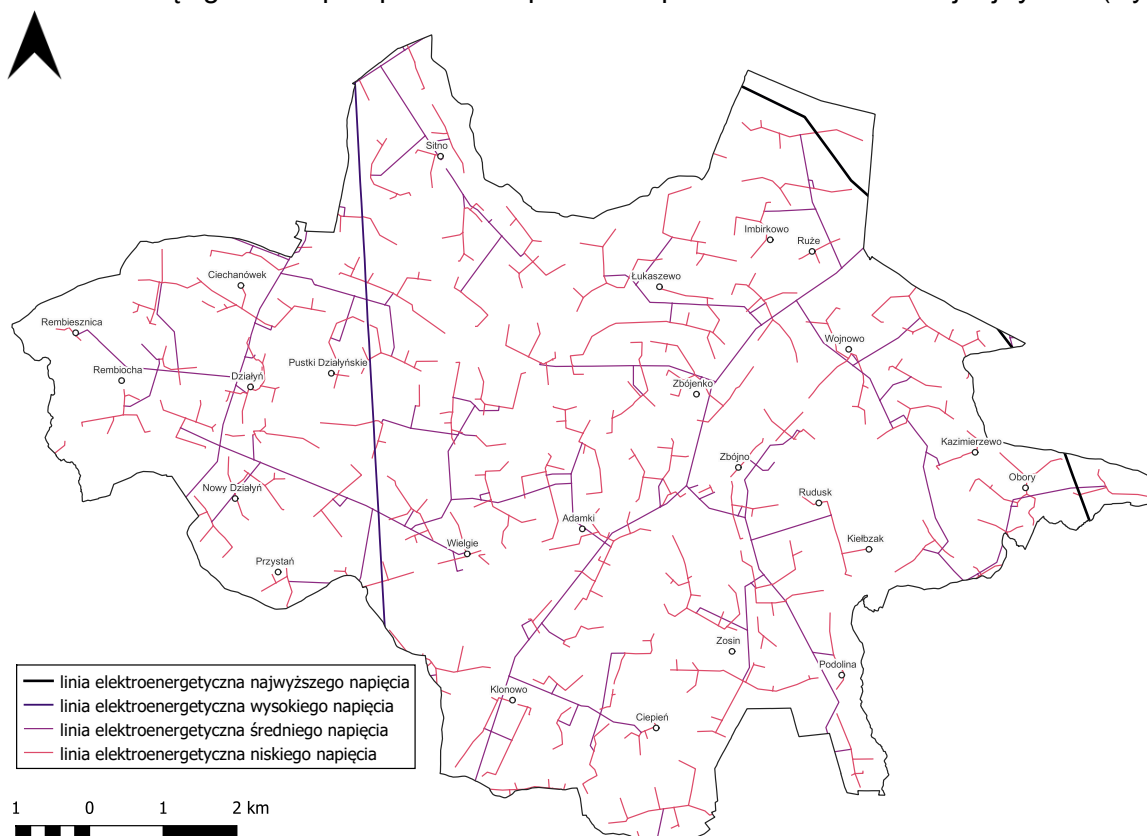 Sitno
Imbirkowo
Ruże
Ciechanówek
Łukaszewo
Rembiesznica
Wojnowo
Rembiocha
Działyń
Pustki Działyńskie
Zbójenko
Kazimierzewo
Zbójno
Obory
Nowy Działyń
Rudusk
Adamki
Kiełbzak
Wielgie
Przystań
Zosin
Podolina
Klonowo
Ciepień
linia elektroenergetyczna najwyższego napięcia
linia elektroenergetyczna wysokiego napięcia
linia elektroenergetyczna średniego napięcia
linia elektroenergetyczna niskiego napięcia
1 0 1 2 km